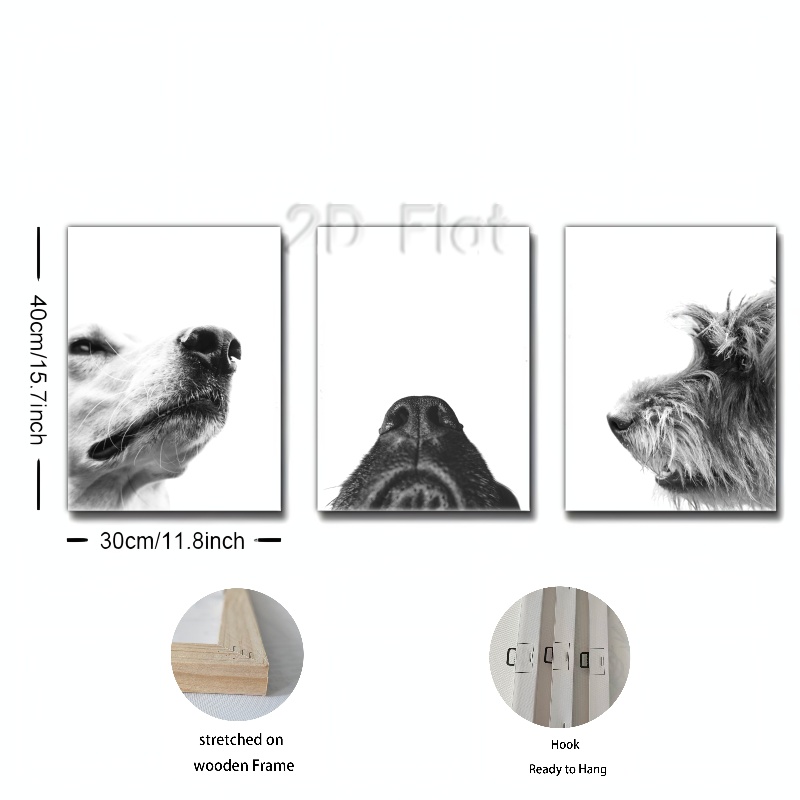 2D Flat
40cm/15.7inch
30cm/11.8inch
stretched on
wooden Frame
Hook
Ready to Hang